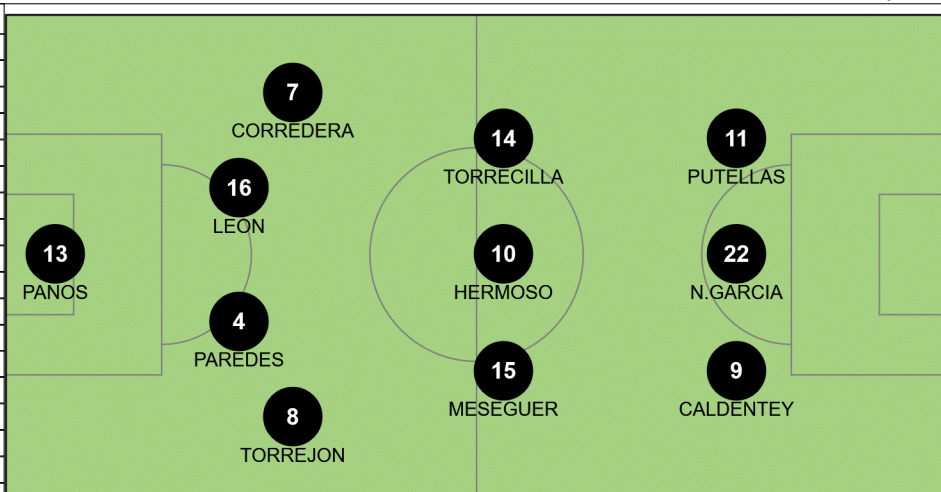 7
CORREDERA
14
TORRECILLA
11
PUTELLAS
16
LEON
13
PANOS
10
HERMOSO
22
N.GARCIA
4
PAREDES
15
MESEGUER
9
CALDENTEY
8
TORREJON